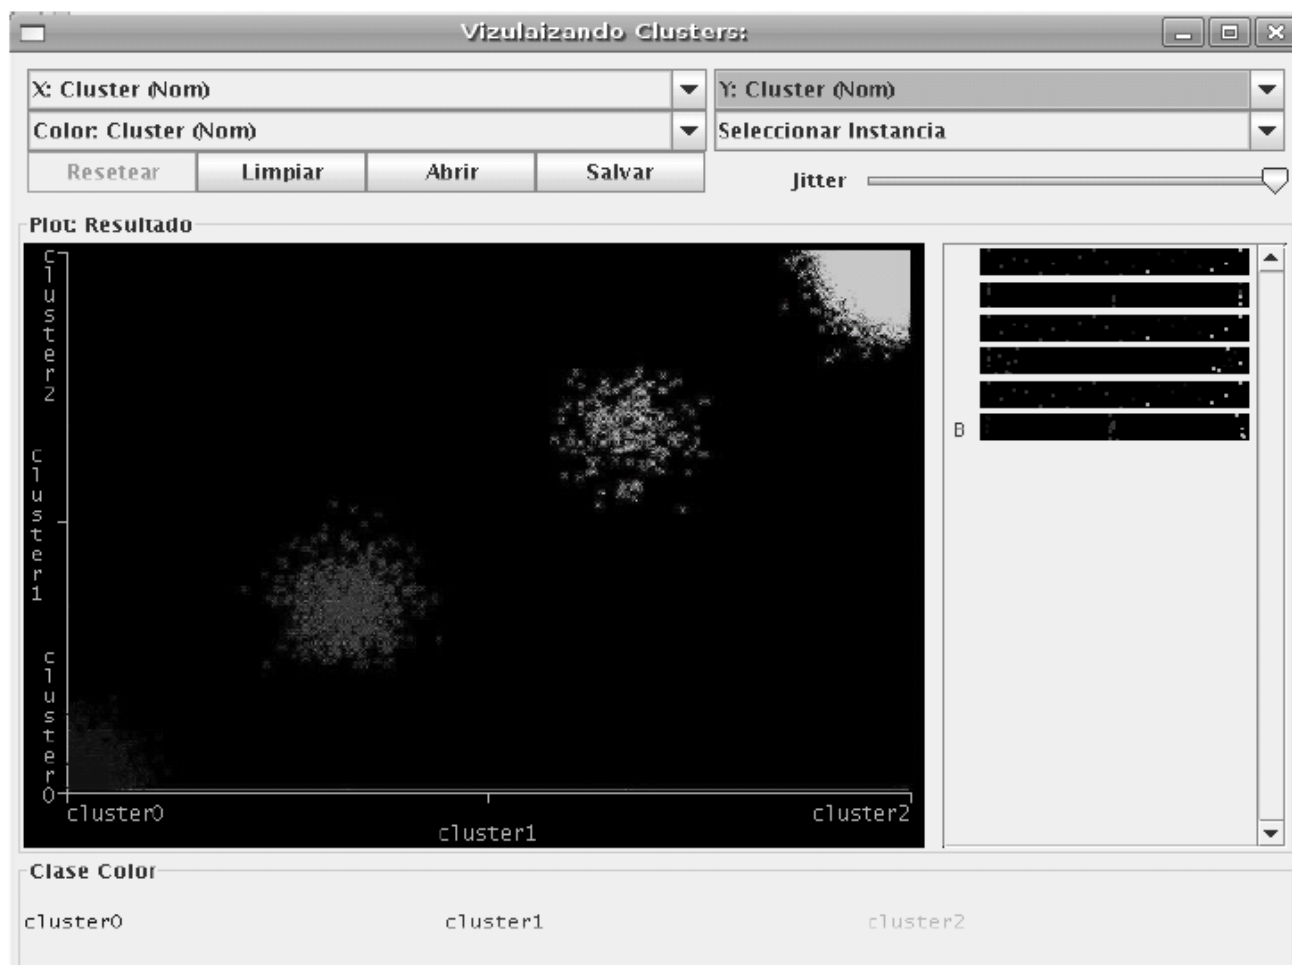 Vizulaizando Clusters:
X: Cluster (Nom)
Y: Cluster (Nom)
Color: Cluster (Nom)
Seleccionar Instancia
Resetear
Limpiar
Abrir
Salvar
Jitter
Plot: Resultado
cluster2
cluster1
cluster0
B
cluster0
cluster1
cluster2
Clase Color
cluster0
cluster1
cluster2